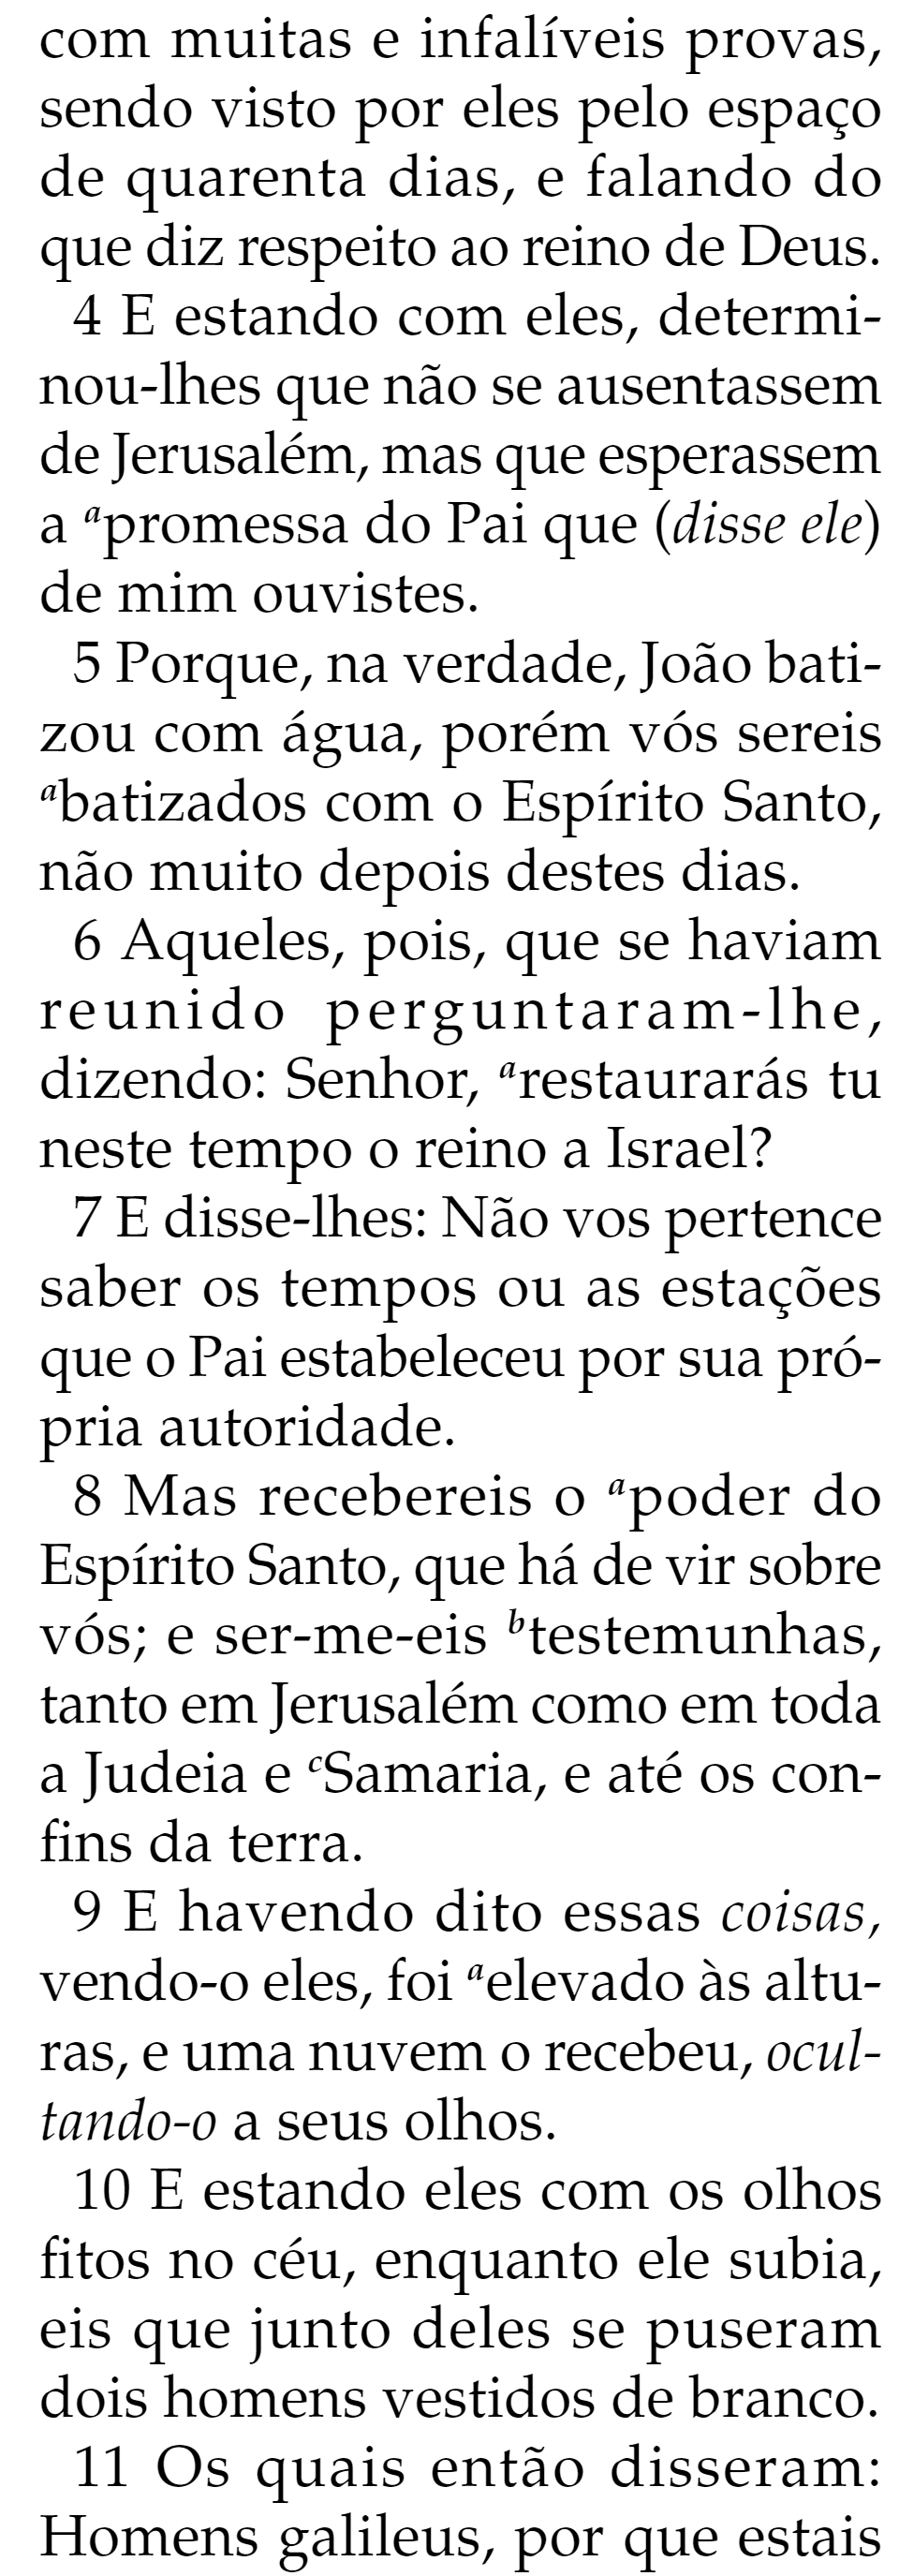 com muitas e infalíveis provas,
sendo visto por eles pelo espaço
de quarenta dias, e falando do
que diz respeito ao reino de Deus.
4 E estando com eles, determi-
nou-lhes que não se ausentassem
de Jerusalém, mas que esperassem
a apromessa do Pai que (disse ele)
de mim ouvistes.
5 Porque, na verdade, João bati-
zou com água, porém vós sereis
abatizados com o Espírito Santo,
não muito depois destes dias.
6 Aqueles, pois, que se haviam
reunido perguntaram-lhe,
dizendo: Senhor, arestaurarás tu
neste tempo o reino a Israel?
7 E disse-lhes: Não vos pertence
saber os tempos ou as estações
que o Pai estabeleceu por sua pró-
pria autoridade.
8 Mas recebereis o apoder do
Espírito Santo, que há de vir sobre
vós; e ser-me-eis btestemunhas,
tanto em Jerusalém como em toda
a Judeia e cSamaria, e até os con-
fins da terra.
9 E havendo dito essas coisas,
vendo-o eles, foi aelevado às altu-
ras, e uma nuvem o recebeu, ocul-
tando-o a seus olhos.
10 E estando eles com os olhos
fitos no céu, enquanto ele subia,
eis que junto deles se puseram
dois homens vestidos de branco.
11 Os quais então disseram:
Homens galileus, por que estais